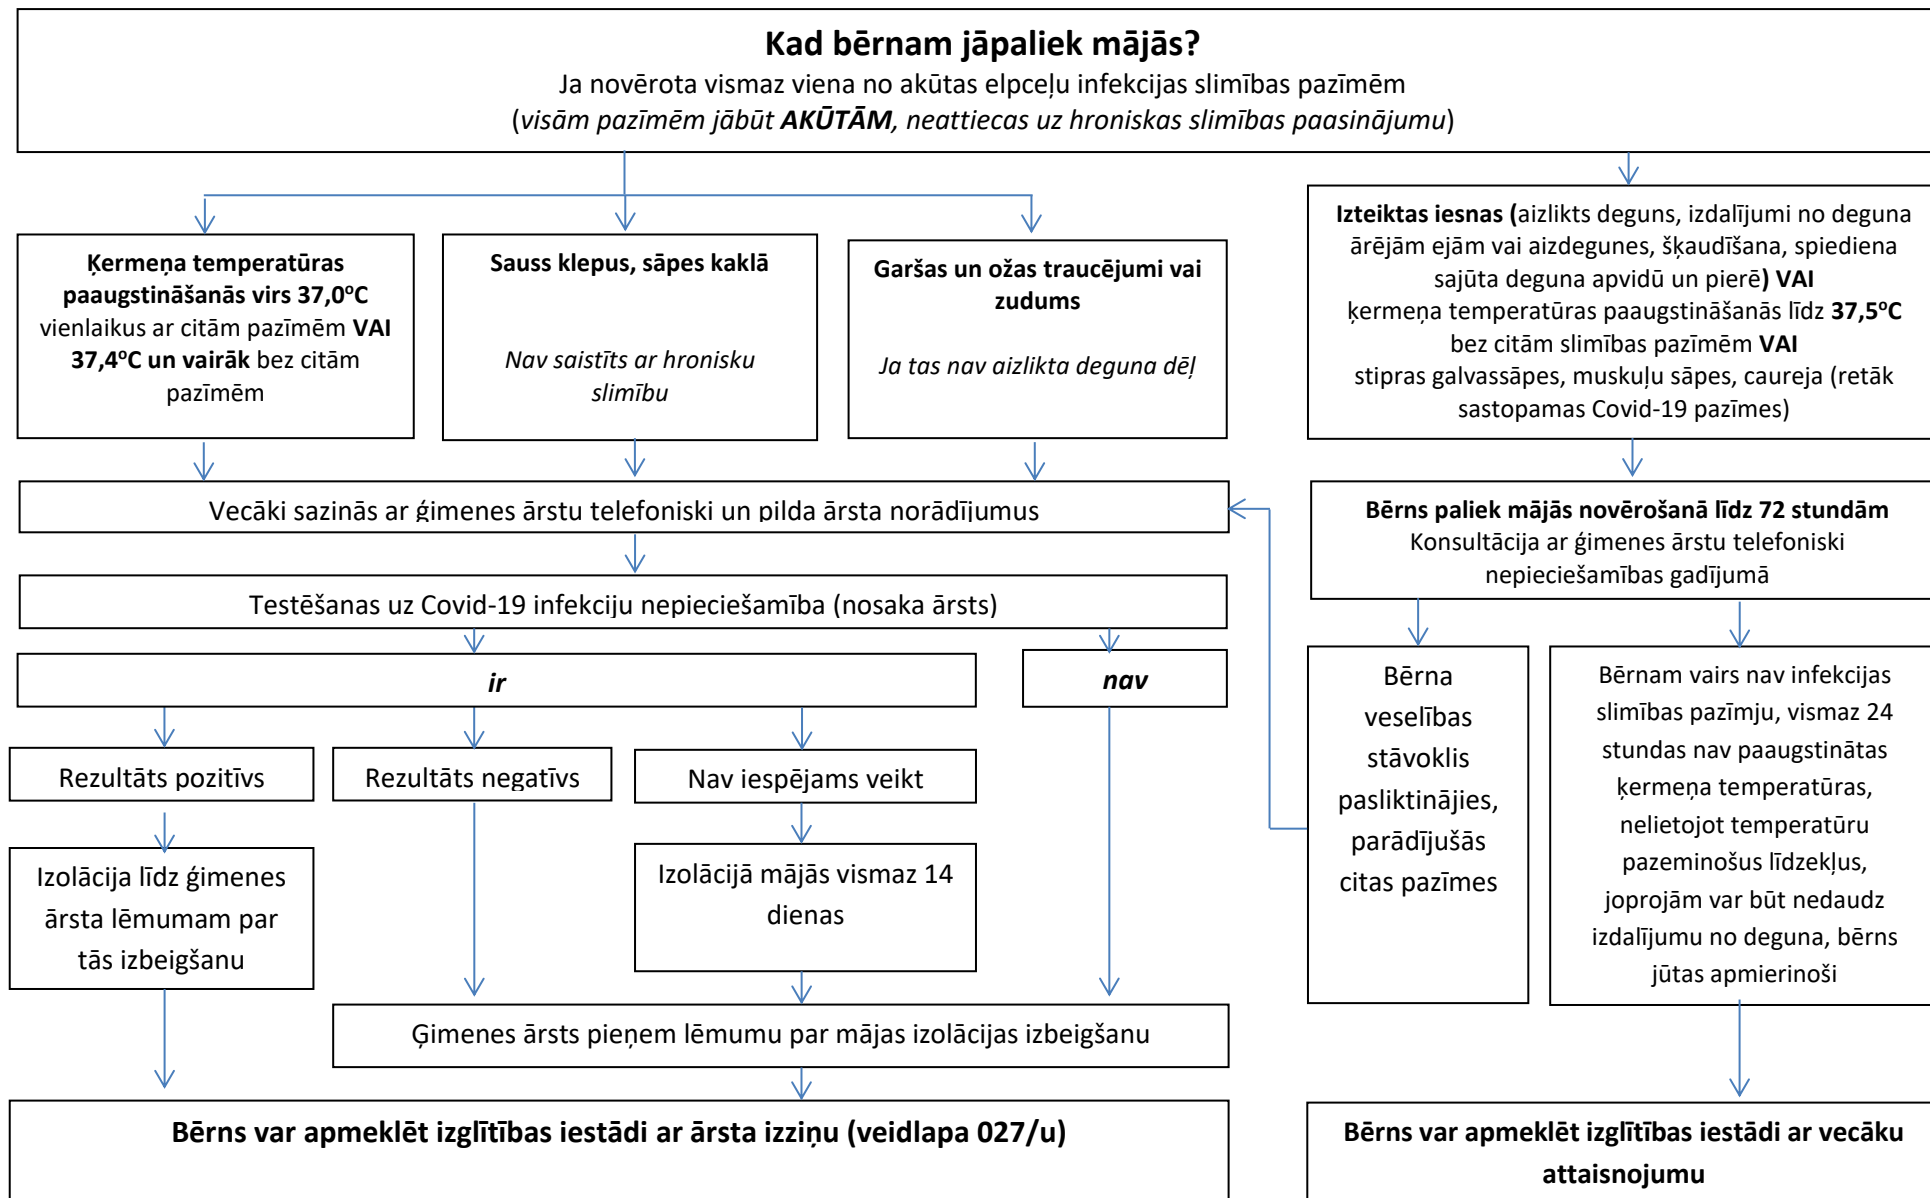 Kad bērnam jāpaliek mājās?
Ja novērota vismaz viena no akūtas elpceļu infekcijas slimības pazīmēm
(visām pazīmēm jābūt AKŪTĀM, neattiecas uz hroniskas slimības paasinājumu)
Ķermeņa temperatūras
paaugstināšanās virs 37,0°C
vienlaikus ar citām pazīmēm VAI
37,4°C un vairāk bez citām
pazīmēm
Sauss klepus, sāpes kaklā
Nav saistīts ar hronisku
slimību
Garšas un ožas traucējumi vai
zudums
Ja tas nav aizlikta deguna dēļ
Izteiktas iesnas (aizlikts deguns, izdalījumi no deguna
ārējām ejām vai aizdegunes, šķaudīšana, spiediena
sajūta deguna apvidū un pierē) VAI
ķermeņa temperatūras paaugstināšanās līdz 37,5°C
bez citām slimības pazīmēm VAI
stipras galvassāpes, muskuļu sāpes, caureja (retāk
sastopamas Covid-19 pazīmes)
Vecāki sazinās ar ģimenes ārstu telefoniski un pilda ārsta norādījumus
Bērns paliek mājās novērošanā līdz 72 stundām
Konsultācija ar ģimenes ārstu telefoniski
nepieciešamības gadījumā
Testēšanas uz Covid-19 infekciju nepieciešamība (nosaka ārsts)
ir
nav
Rezultāts pozitīvs
Rezultāts negatīvs
Nav iespējams veikt
Izolācija līdz ģimenes
ārsta lēmumam par
tās izbeigšanu
Izolācijā mājās vismaz 14
dienas
Bērna
veselības
stāvoklis
pasliktinājies,
parādījušās
citas pazīmes
Bērnam vairs nav infekcijas
slimības pazīmju, vismaz 24
stundas nav paaugstinātas
ķermeņa temperatūras,
nelietojot temperatūru
pazeminošus līdzekļus,
joprojām var būt nedaudz
izdalījumu no deguna, bērns
jūtas apmierinoši
Ģimenes ārsts pieņem lēmumu par mājas izolācijas izbeigšanu
Bērns var apmeklēt izglītības iestādi ar ārsta izziņu (veidlapa 027/u)
Bērns var apmeklēt izglītības iestādi ar vecāku
attaisnojumu